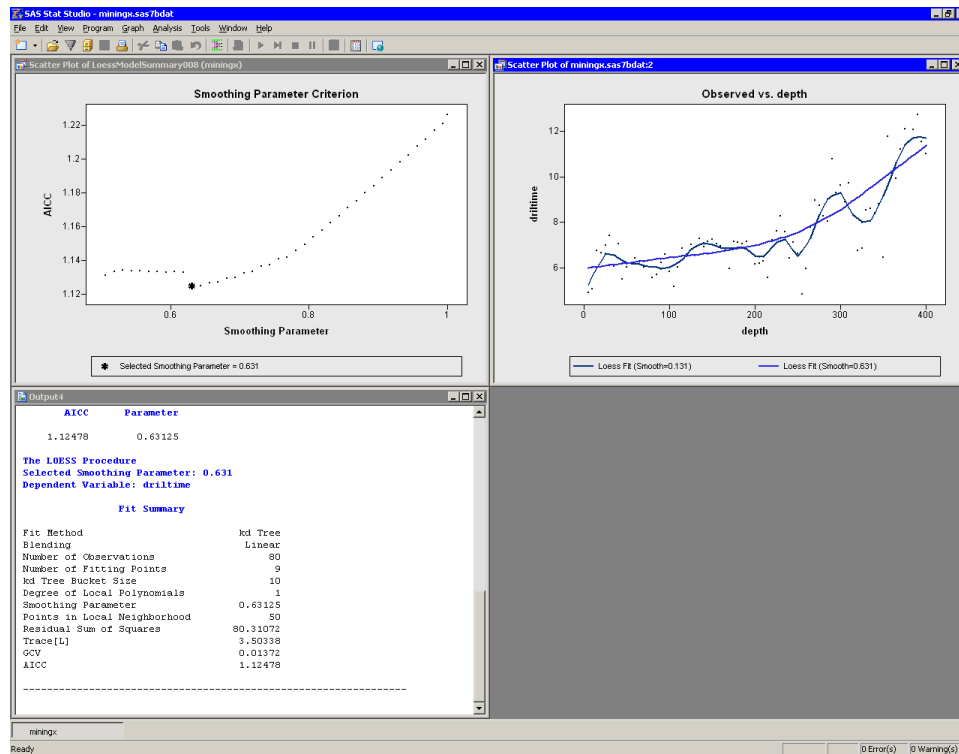 SAS Stat Studio - miningx.sas7bdat
File Edit View Program Graph Analysis Tools Window Help
Scatter Plot of LoessModelSummary008 (miningx)
Smoothing Parameter Criterion
1.22
1.2
1.18
1.16
1.14
1.12
AICC
0.6 0.8 1
Smoothing Parameter
Selected Smoothing Parameter = 0.631
Scatter Plot of miningx.sas7bdat:2
Observed vs. depth
12
10
8
6
driltime
0 100 200 300 400
depth
Loess Fit (Smooth=0.131) Loess Fit (Smooth=0.631)
Output4
AICC Parameter
1.12478 0.63125
The LOESS Procedure
Selected Smoothing Parameter: 0.631
Dependent Variable: driltime
Fit Summary
Fit Method kd Tree
Blending Linear
Number of Observations 80
Number of Fitting Points 9
kd Tree Bucket Size 10
Degree of Local Polynomials 1
Smoothing Parameter 0.63125
Points in Local Neighborhood 50
Residual Sum of Squares 80.31072
Trace[L] 3.50338
GCV 0.01372
AICC 1.12478
miningx
Ready 0 Error(s) 0 Warning(s)